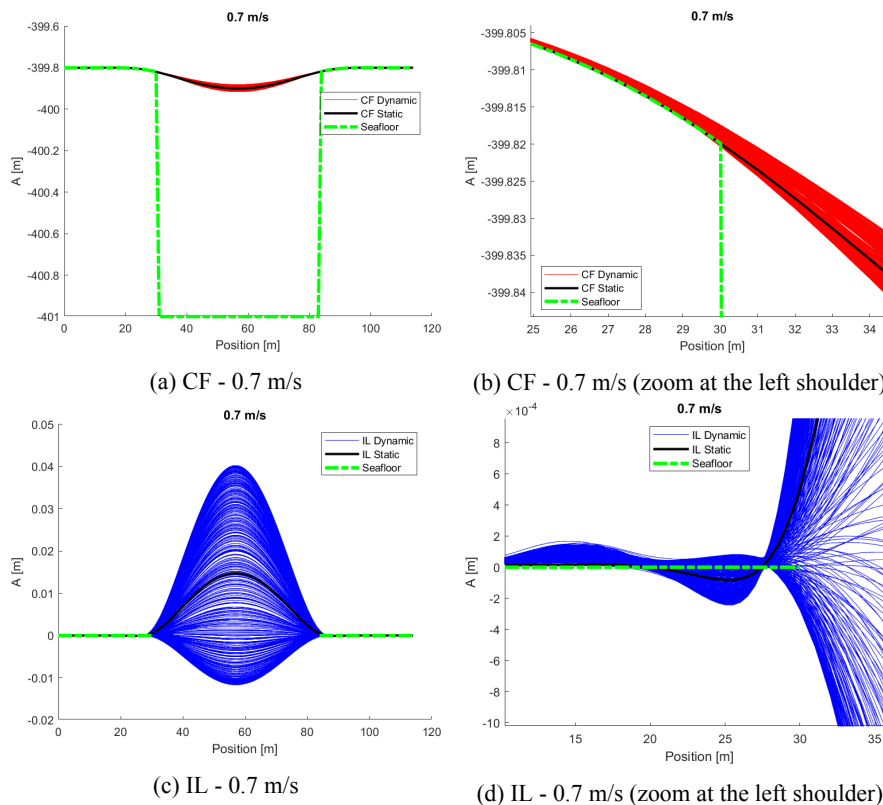 0.7 m/s
-399.6
-399.8
-400
-400.2
-400.4
-400.6
-400.8
-401
A [m]
0 20 40 60 80 100 120
Position [m]
CF Dynamic
CF Static
Seafloor
(a) CF - 0.7 m/s
0.7 m/s
-399.805
-399.81
-399.815
-399.82
-399.825
-399.83
-399.835
-399.84
A [m]
25 26 27 28 29 30 31 32 33 34
Position [m]
CF Dynamic
CF Static
Seafloor
(b) CF - 0.7 m/s (zoom at the left shoulder)
0.7 m/s
0.05
0.04
0.03
0.02
0.01
0
-0.01
-0.02
A [m]
0 20 40 60 80 100 120
Position [m]
IL Dynamic
IL Static
Seafloor
(c) IL - 0.7 m/s
×10-4
0.7 m/s
8
6
4
2
0
-2
-4
-6
-8
-10
A [m]
15 20 25 30 35
Position [m]
IL Dynamic
IL Static
Seafloor
(d) IL - 0.7 m/s (zoom at the left shoulder)